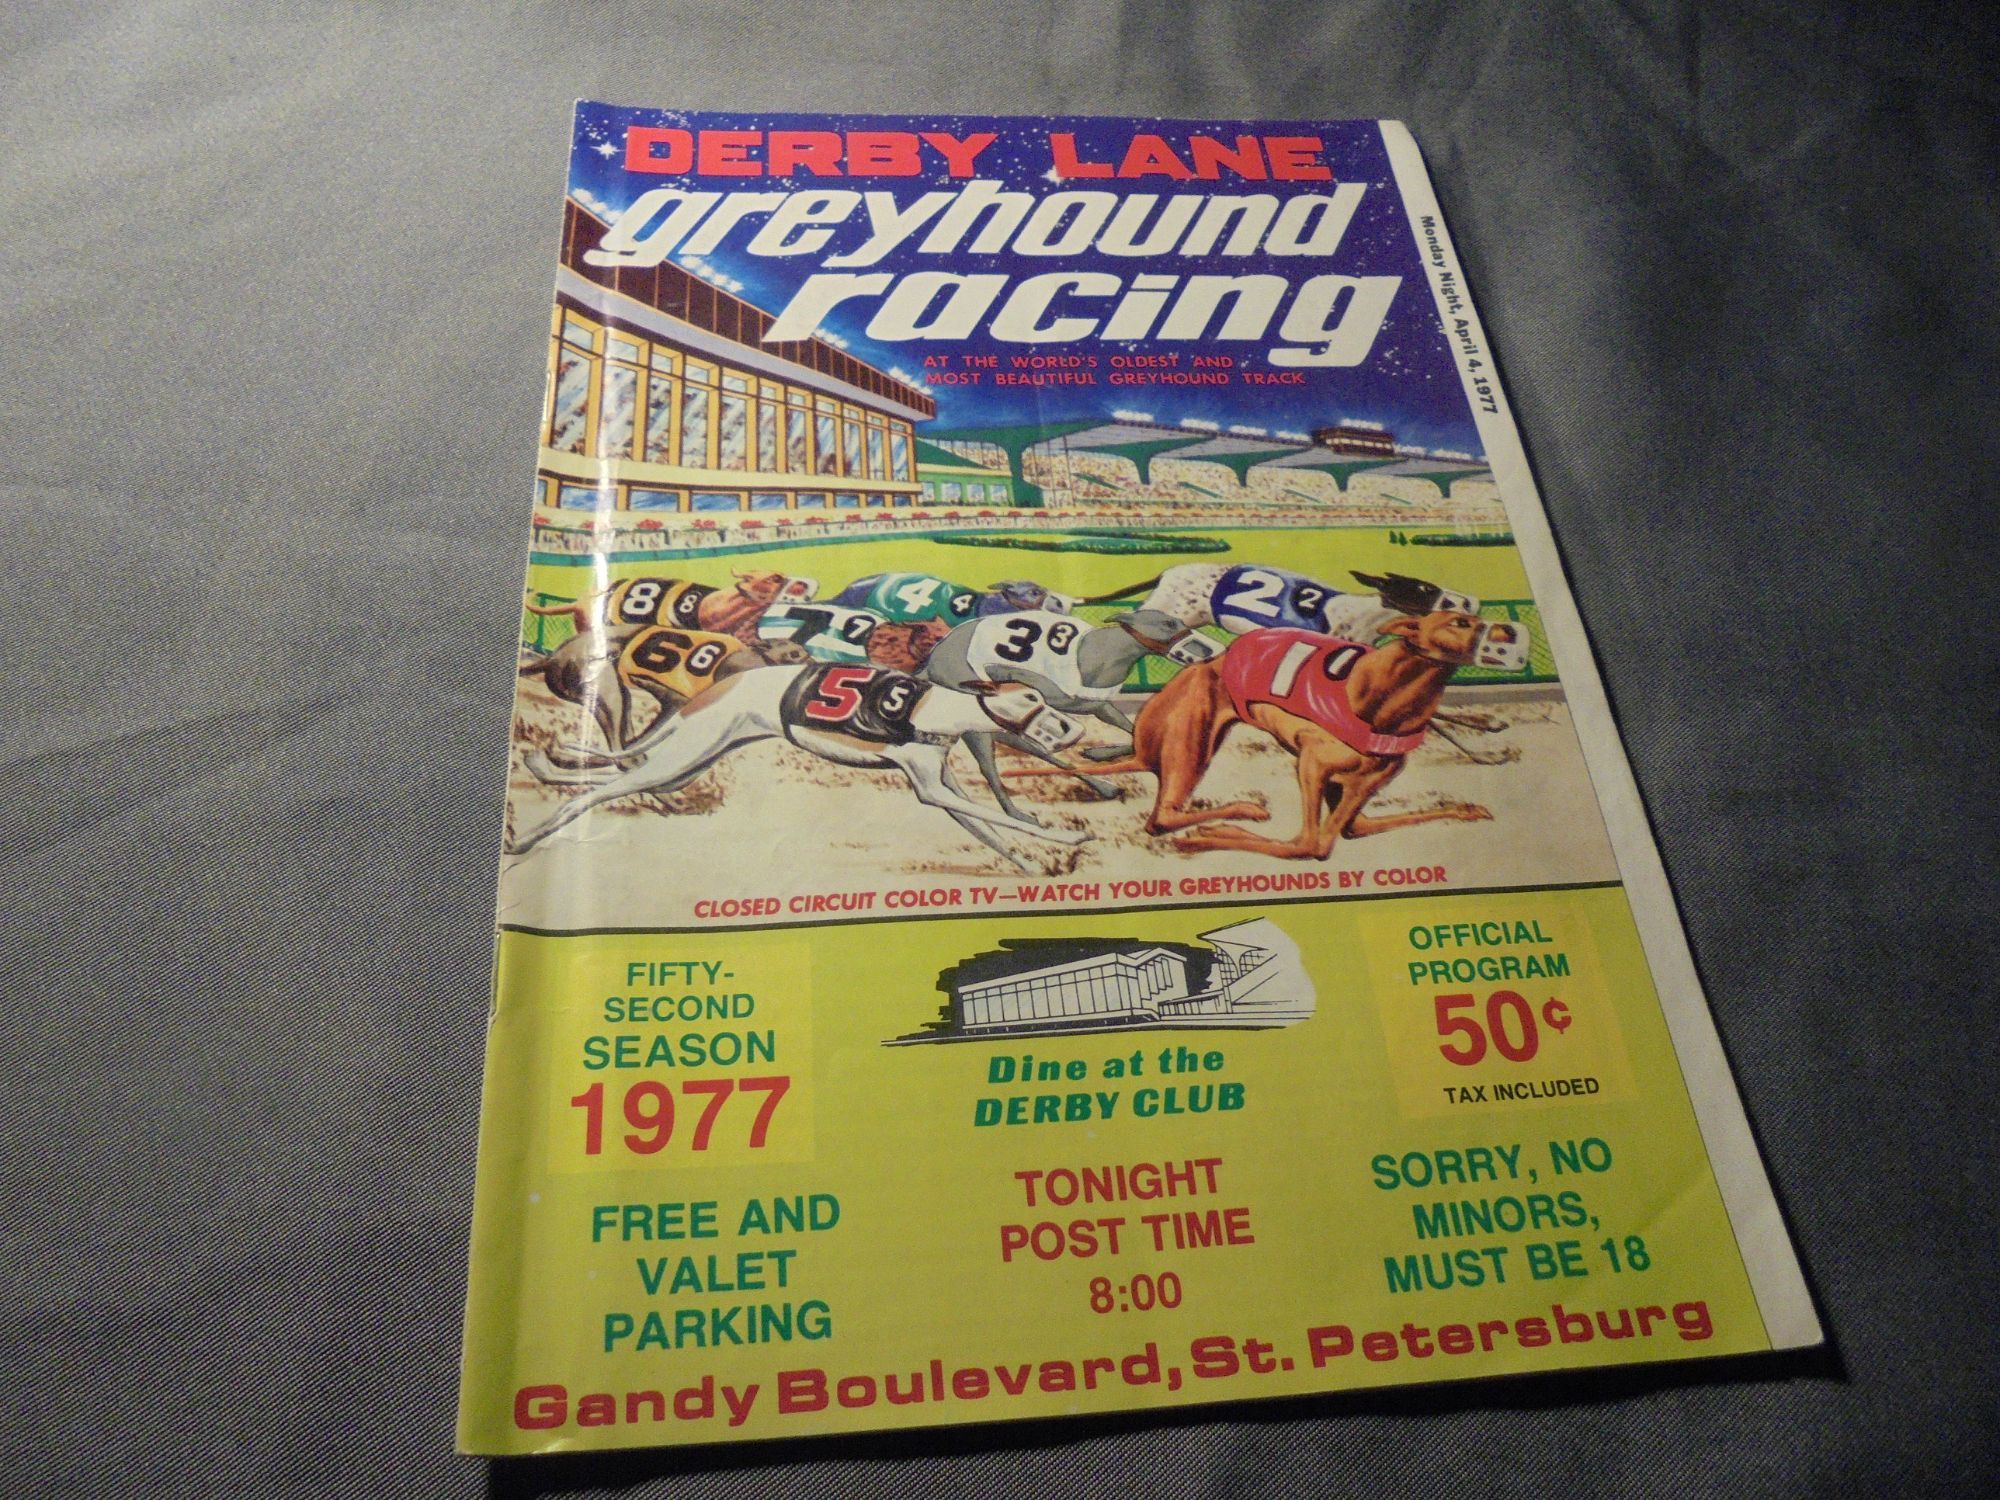 DERBY LANE
greyhound
racing
AT THE WORLD'S OLDEST AND
MOST BEAUTIFUL GREYHOUND TRACK
Monday Night, April 4, 1977
8 8
4 4
2 2
7 7
3 3
6 6
5 5
1 1
CLOSED CIRCUIT COLOR TV—WATCH YOUR GREYHOUNDS BY COLOR
FIFTY-
SECOND
SEASON
1977
Dine at the
DERBY CLUB
OFFICIAL
PROGRAM
50¢
TAX INCLUDED
FREE AND
VALET
PARKING
TONIGHT
POST TIME
8:00
SORRY, NO
MINORS,
MUST BE 18
Gandy Boulevard, St. Petersburg